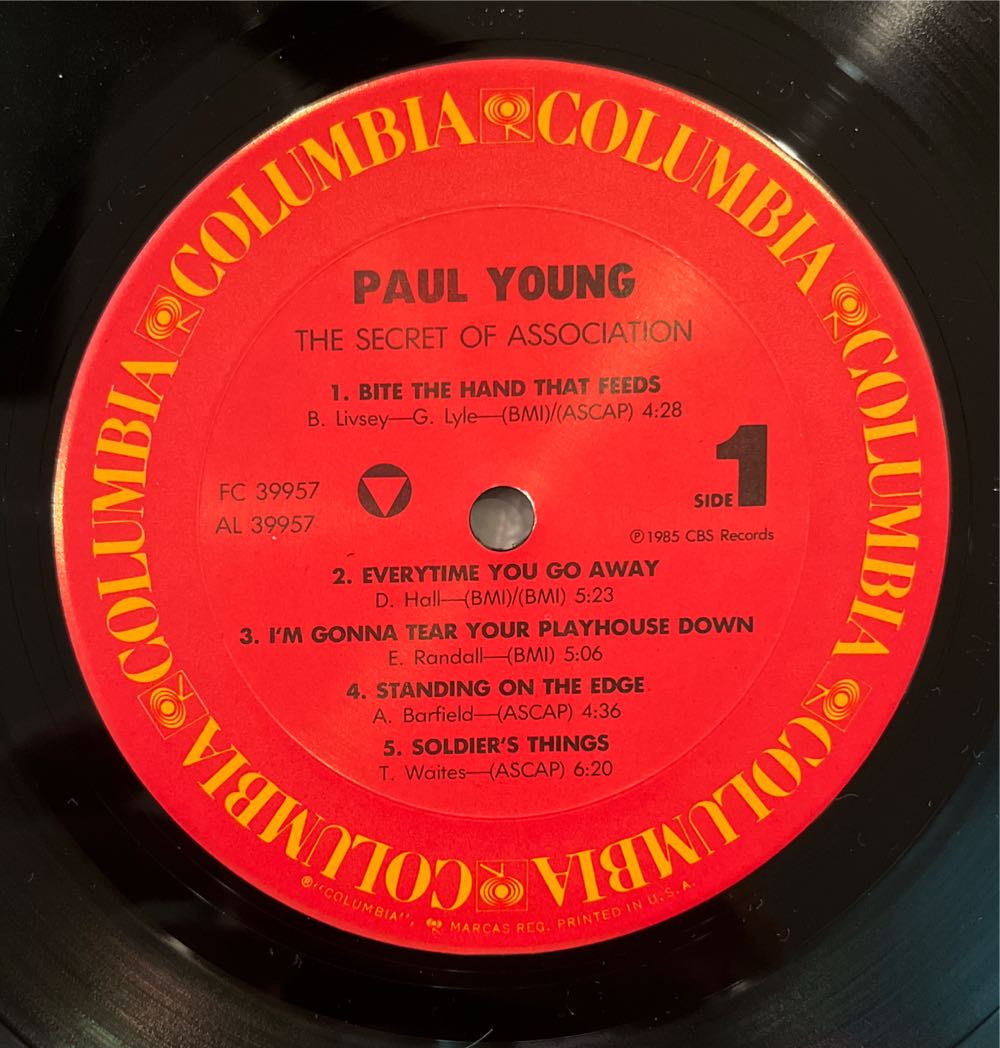 COLUMBIA COLUMBIA COLUMBIA COLUMBIA COLUMBIA COLUMBIA
PAUL YOUNG
THE SECRET OF ASSOCIATION
1. BITE THE HAND THAT FEEDS
B. Livsey—G. Lyle—(BMI)/(ASCAP) 4:28
FC 39957
AL 39957
SIDE 1
℗1985 CBS Records
2. EVERYTIME YOU GO AWAY
D. Hall—(BMI)/(BMI) 5:23
3. I'M GONNA TEAR YOUR PLAYHOUSE DOWN
E. Randall—(BMI) 5:06
4. STANDING ON THE EDGE
A. Barfield—(ASCAP) 4:36
5. SOLDIER'S THINGS
T. Waites—(ASCAP) 6:20
®"COLUMBIA", MARCAS REG. PRINTED IN U.S.A.